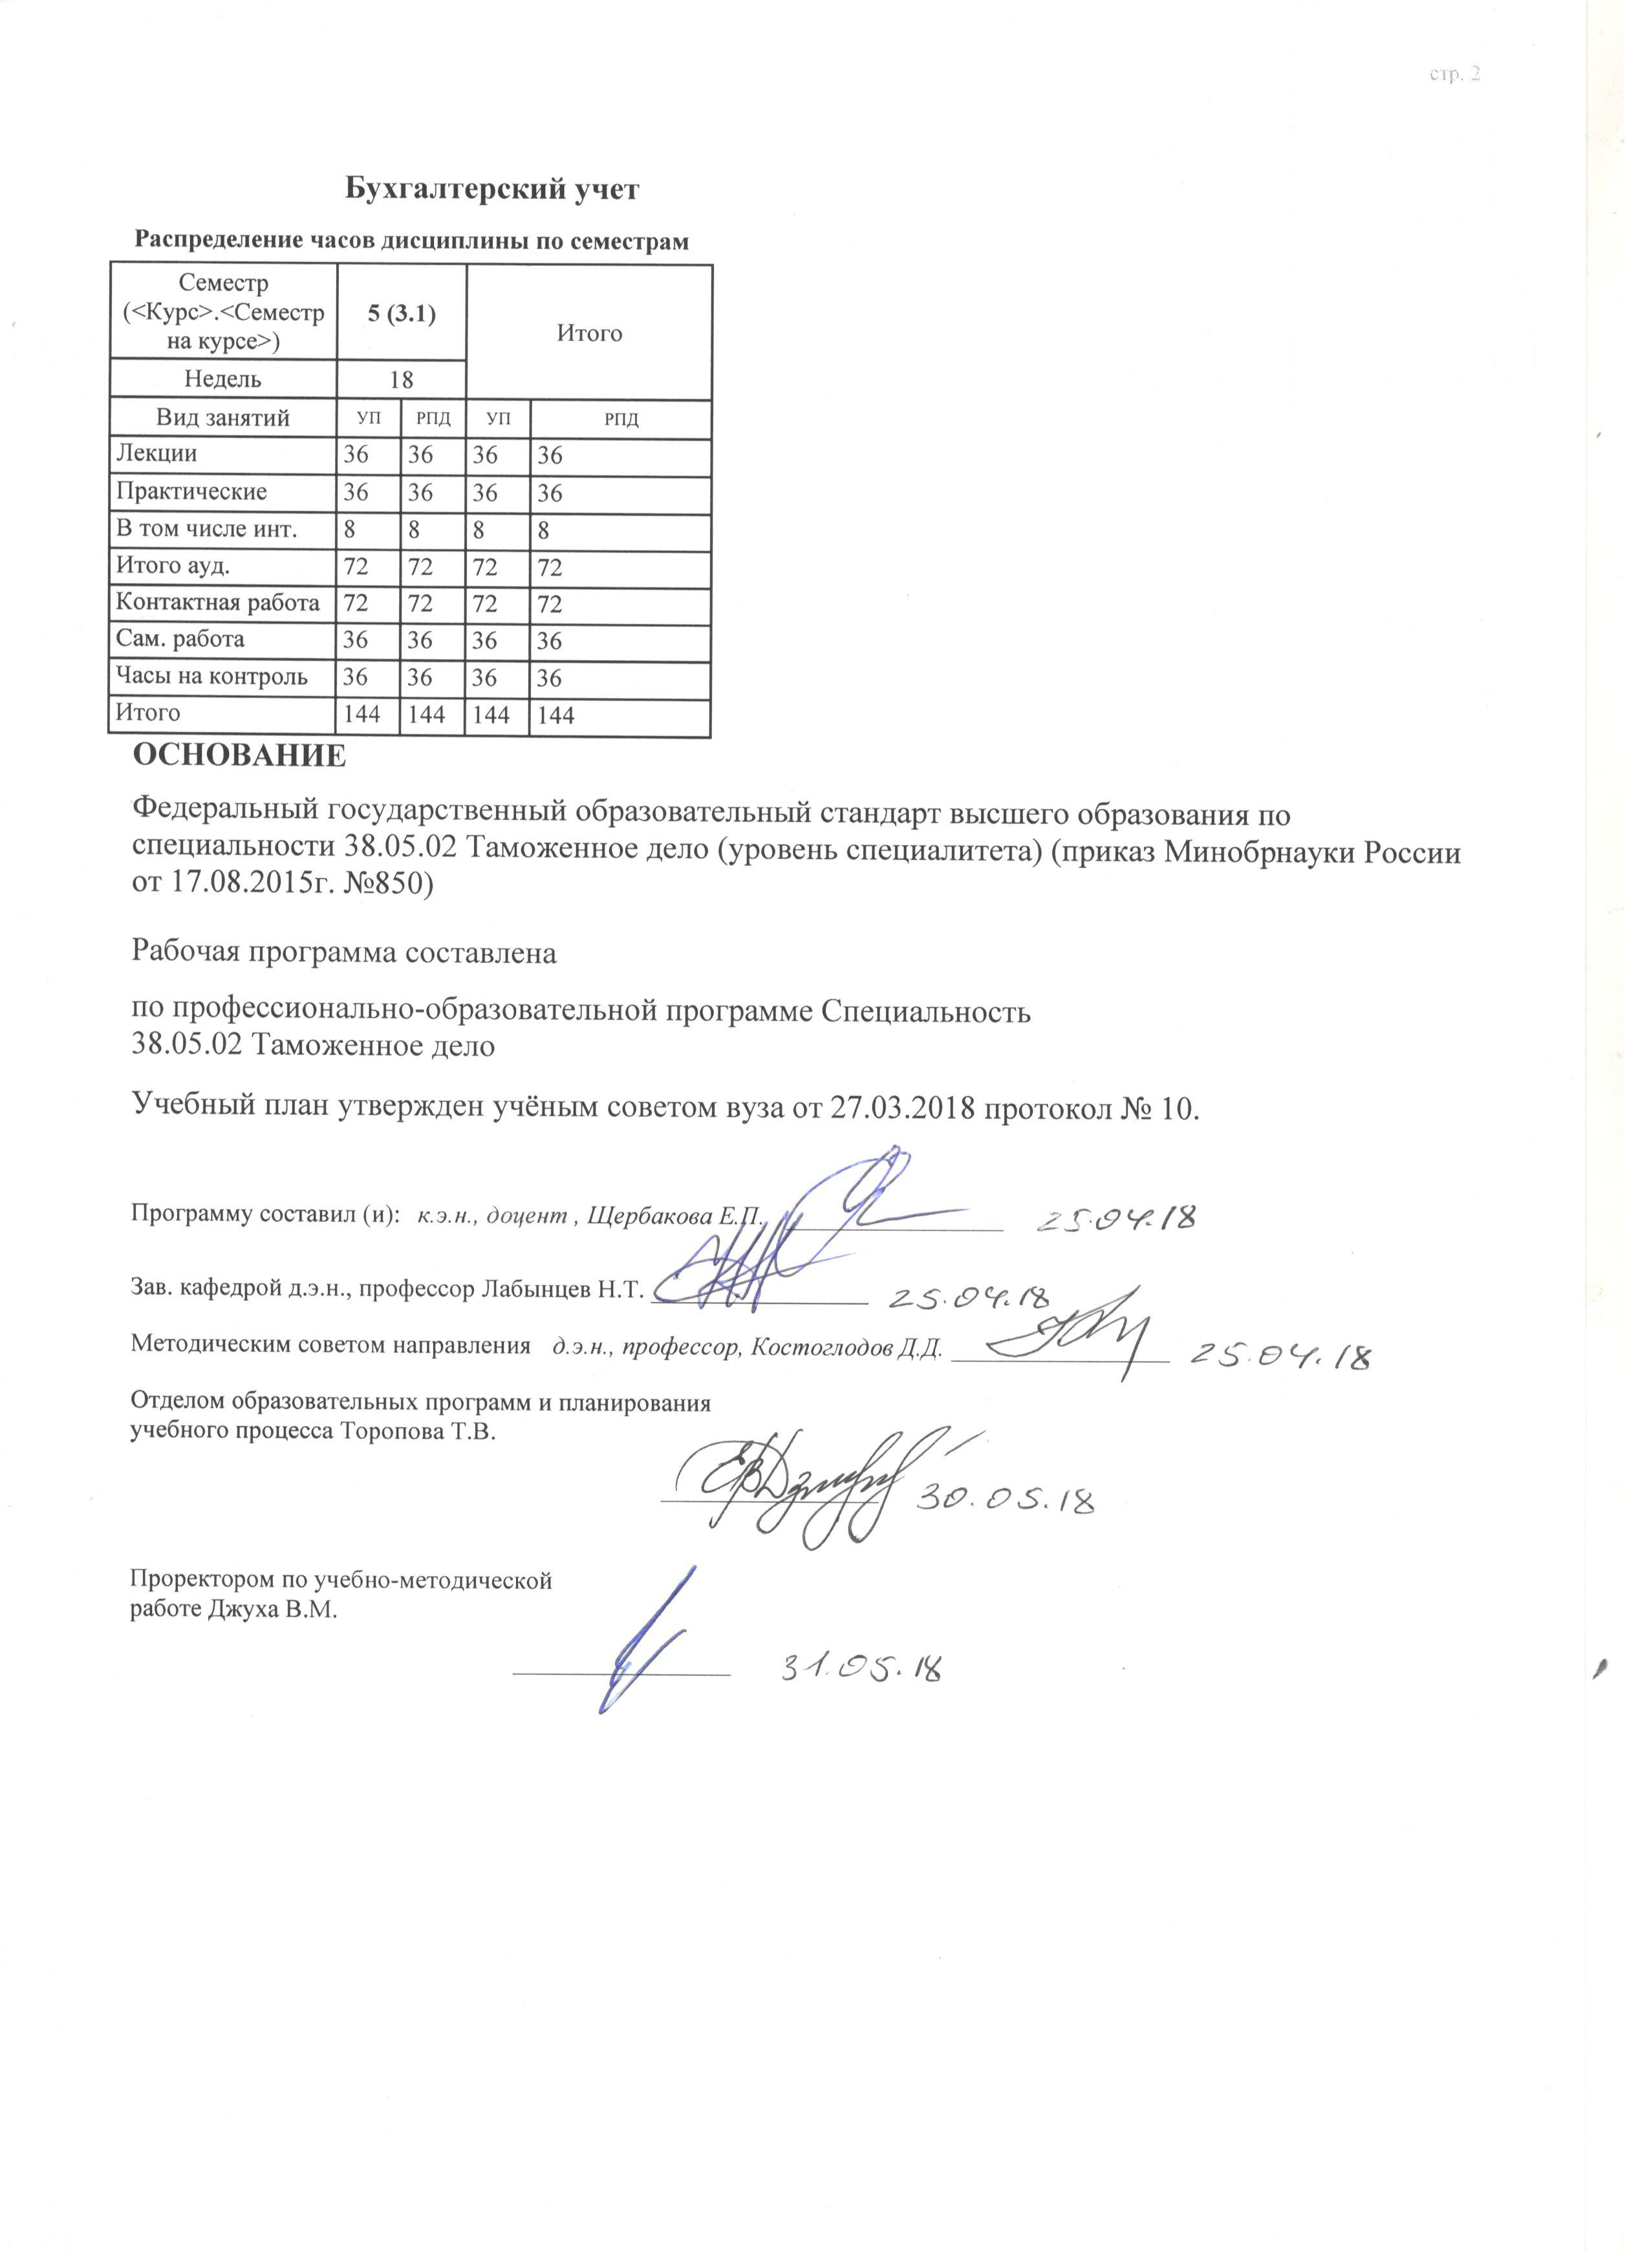 стр. 2
Бухгалтерский учет
Распределение часов дисциплины по семестрам
Семестр
(<Курс>.<Семестр
на курсе>)
5 (3.1)
Итого
Недель 18
Вид занятий УП РПД УП РПД
Лекции 36 36 36 36
Практические 36 36 36 36
В том числе инт. 8 8 8 8
Итого ауд. 72 72 72 72
Контактная работа 72 72 72 72
Сам. работа 36 36 36 36
Часы на контроль 36 36 36 36
Итого 144 144 144 144
ОСНОВАНИЕ
Федеральный государственный образовательный стандарт высшего образования по
специальности 38.05.02 Таможенное дело (уровень специалитета) (приказ Минобрнауки России
от 17.08.2015г. №850)
Рабочая программа составлена
по профессионально-образовательной программе Специальность
38.05.02 Таможенное дело
Учебный план утвержден учёным советом вуза от 27.03.2018 протокол № 10.
Программу составил (и): к.э.н., доцент , Щербакова Е.П. 25.04.18
Зав. кафедрой д.э.н., профессор Лабынцев Н.Т. 25.04.18
Методическим советом направления д.э.н., профессор, Костоглодов Д.Д. 25.04.18
Отделом образовательных программ и планирования
учебного процесса Торопова Т.В.
30.05.18
Проректором по учебно-методической
работе Джуха В.М.
31.05.18